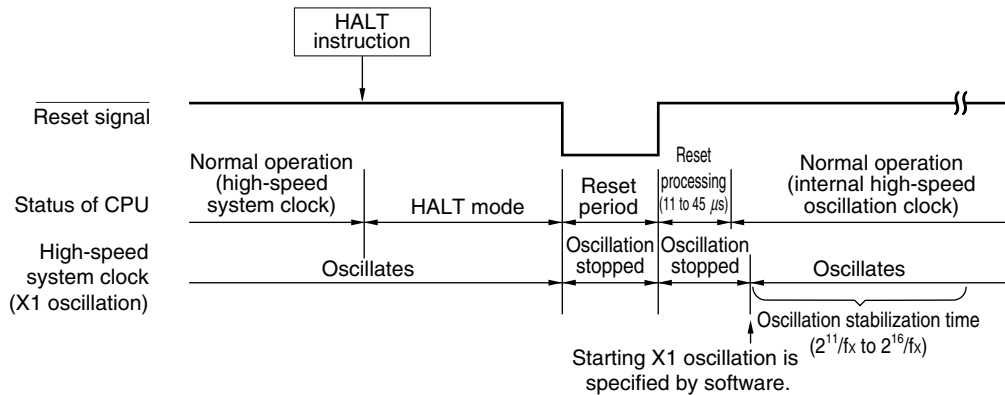 HALT
instruction
Reset signal
Normal operation
(high-speed
system clock)
Reset
processing
(11 to 45 μs)
Normal operation
(internal high-speed
oscillation clock)
Status of CPU
HALT mode
Reset
period
High-speed
system clock
(X1 oscillation)
Oscillates
Oscillation
stopped
Oscillation
stopped
Oscillates
Oscillation stabilization time
(2¹¹/fx to 2¹⁶/fx)
Starting X1 oscillation is
specified by software.